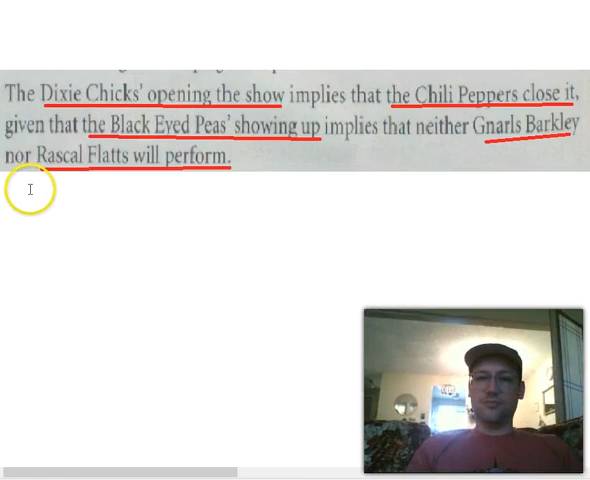 The Dixie Chicks' opening the show implies that the Chili Peppers close it,
given that the Black Eyed Peas' showing up implies that neither Gnarls Barkley
nor Rascal Flatts will perform.